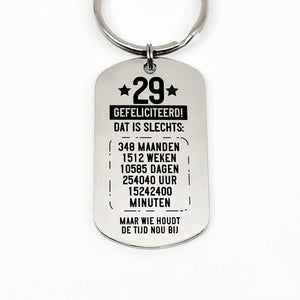 29
GEFELICITEERD!
DAT IS SLECHTS:
348 MAANDEN
1512 WEKEN
10585 DAGEN
254040 UUR
15242400
MINUTEN
MAAR WIE HOUDT
DE TIJD NOU BIJ